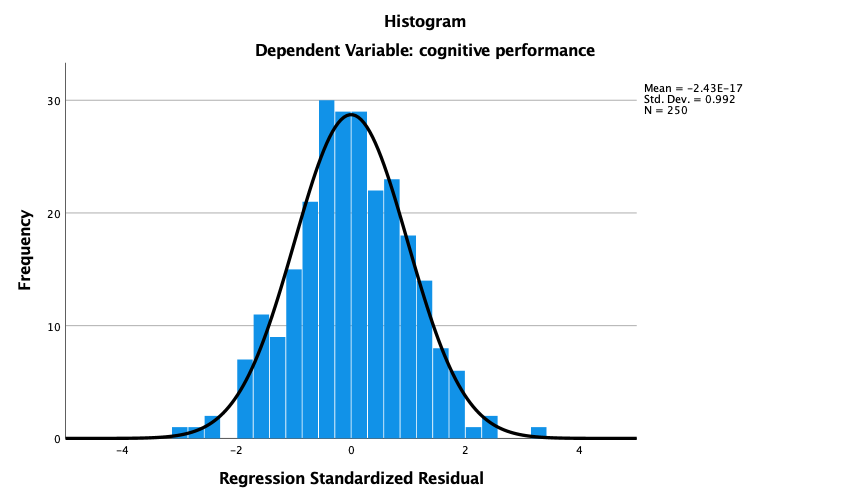 Histogram
Dependent Variable: cognitive performance
Mean = -2.43E-17
Std. Dev. = 0.992
N = 250
Frequency
30
20
10
0
-4
-2
0
2
4
Regression Standardized Residual